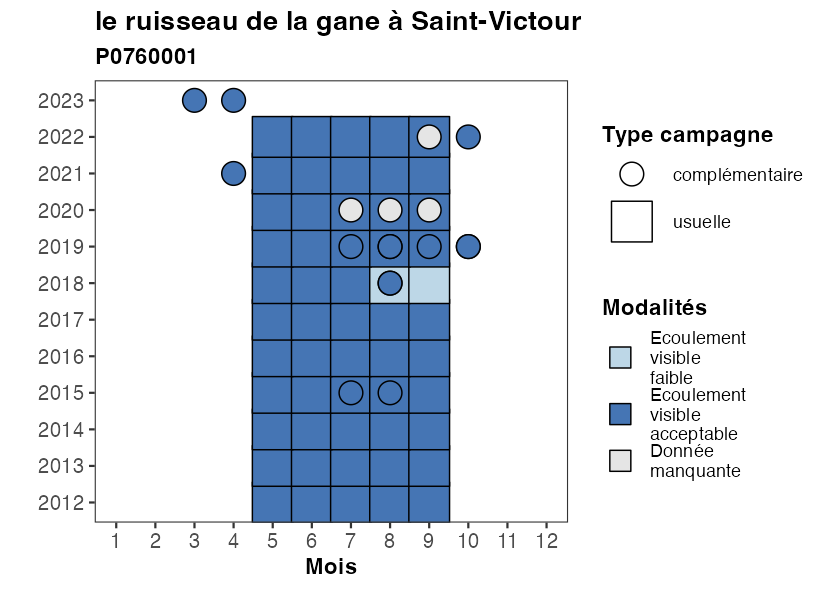 le ruisseau de la gane à Saint-Victour
P0760001
2023
2022
2021
2020
2019
2018
2017
2016
2015
2014
2013
2012
1 2 3 4 5 6 7 8 9 10 11 12
Mois
Type campagne
complémentaire
usuelle
Modalités
Ecoulement
visible
faible
Ecoulement
visible
acceptable
Donnée
manquante